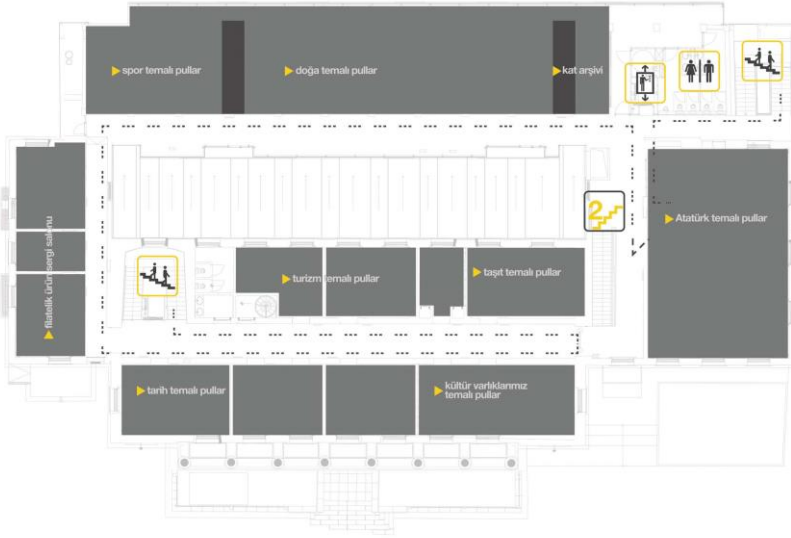 spor temalı pullar
doğa temalı pullar
kat arşivi
2
Atatürk temalı pullar
filatelik ürün sergi salonu
turizm temalı pullar
taşıt temalı pullar
tarih temalı pullar
kültür varlıklarımız
temalı pullar